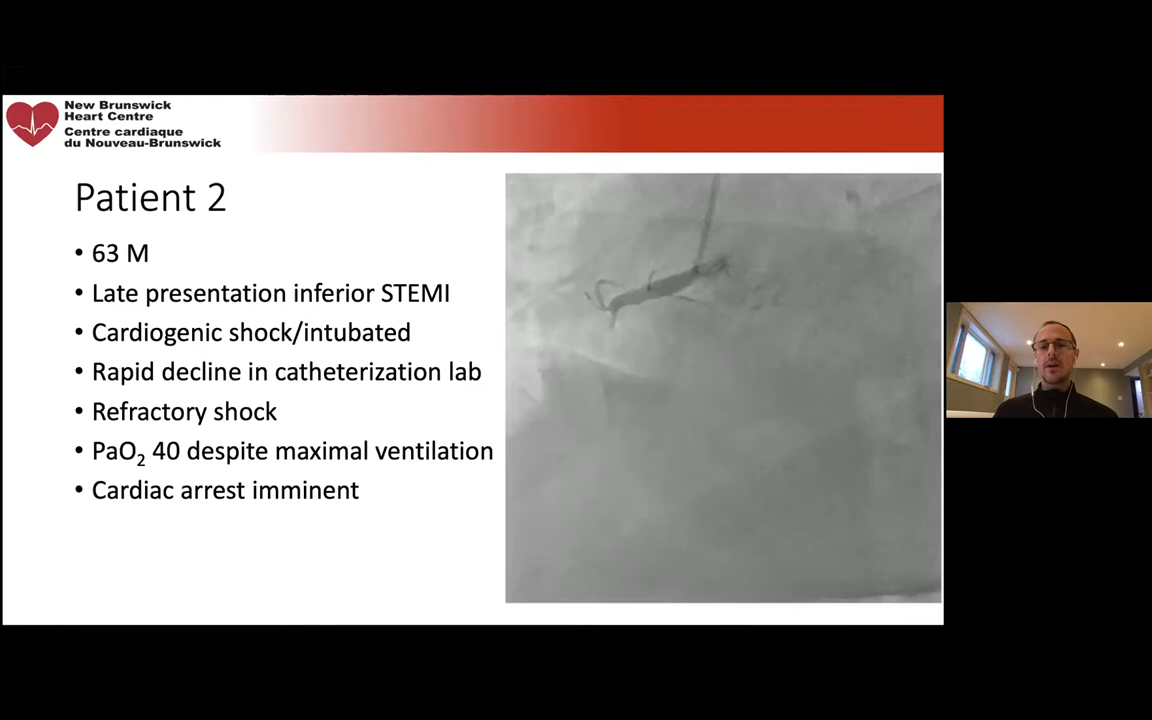 New Brunswick
Heart Centre
Centre cardiaque
du Nouveau-Brunswick
Patient 2
• 63 M
• Late presentation inferior STEMI
• Cardiogenic shock/intubated
• Rapid decline in catheterization lab
• Refractory shock
• PaO₂ 40 despite maximal ventilation
• Cardiac arrest imminent